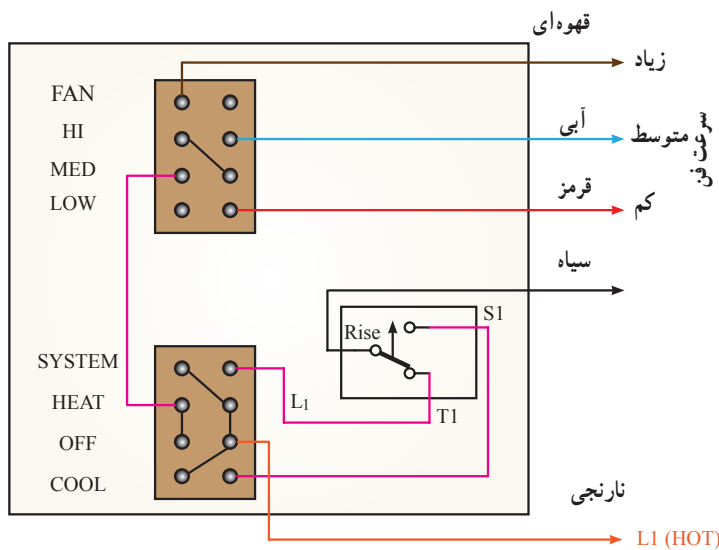 قهوه‌ای
زیاد
FAN
HI
آبی
متوسط
سرعت فن
MED
LOW
قرمز
کم
سیاه
S1
Rise
SYSTEM
HEAT
L1
T1
OFF
COOL
نارنجی
L1 (HOT)